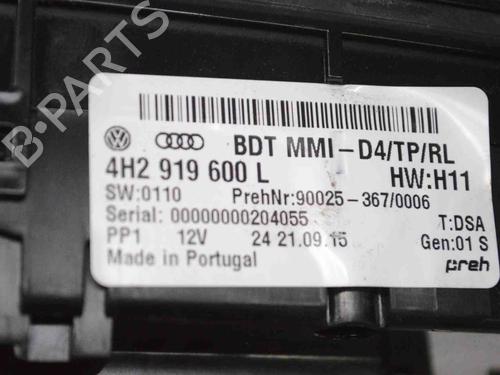 B-PARTS
BDT MMI-D4/TP/RL
4H2 919 600 L HW:H11
SW:0110 PrehNr:90025-367/0006
Serial: 00000000204055 T:DSA
PP1 12V 24 21.09.15 Gen:01 S
Made in Portugal preh